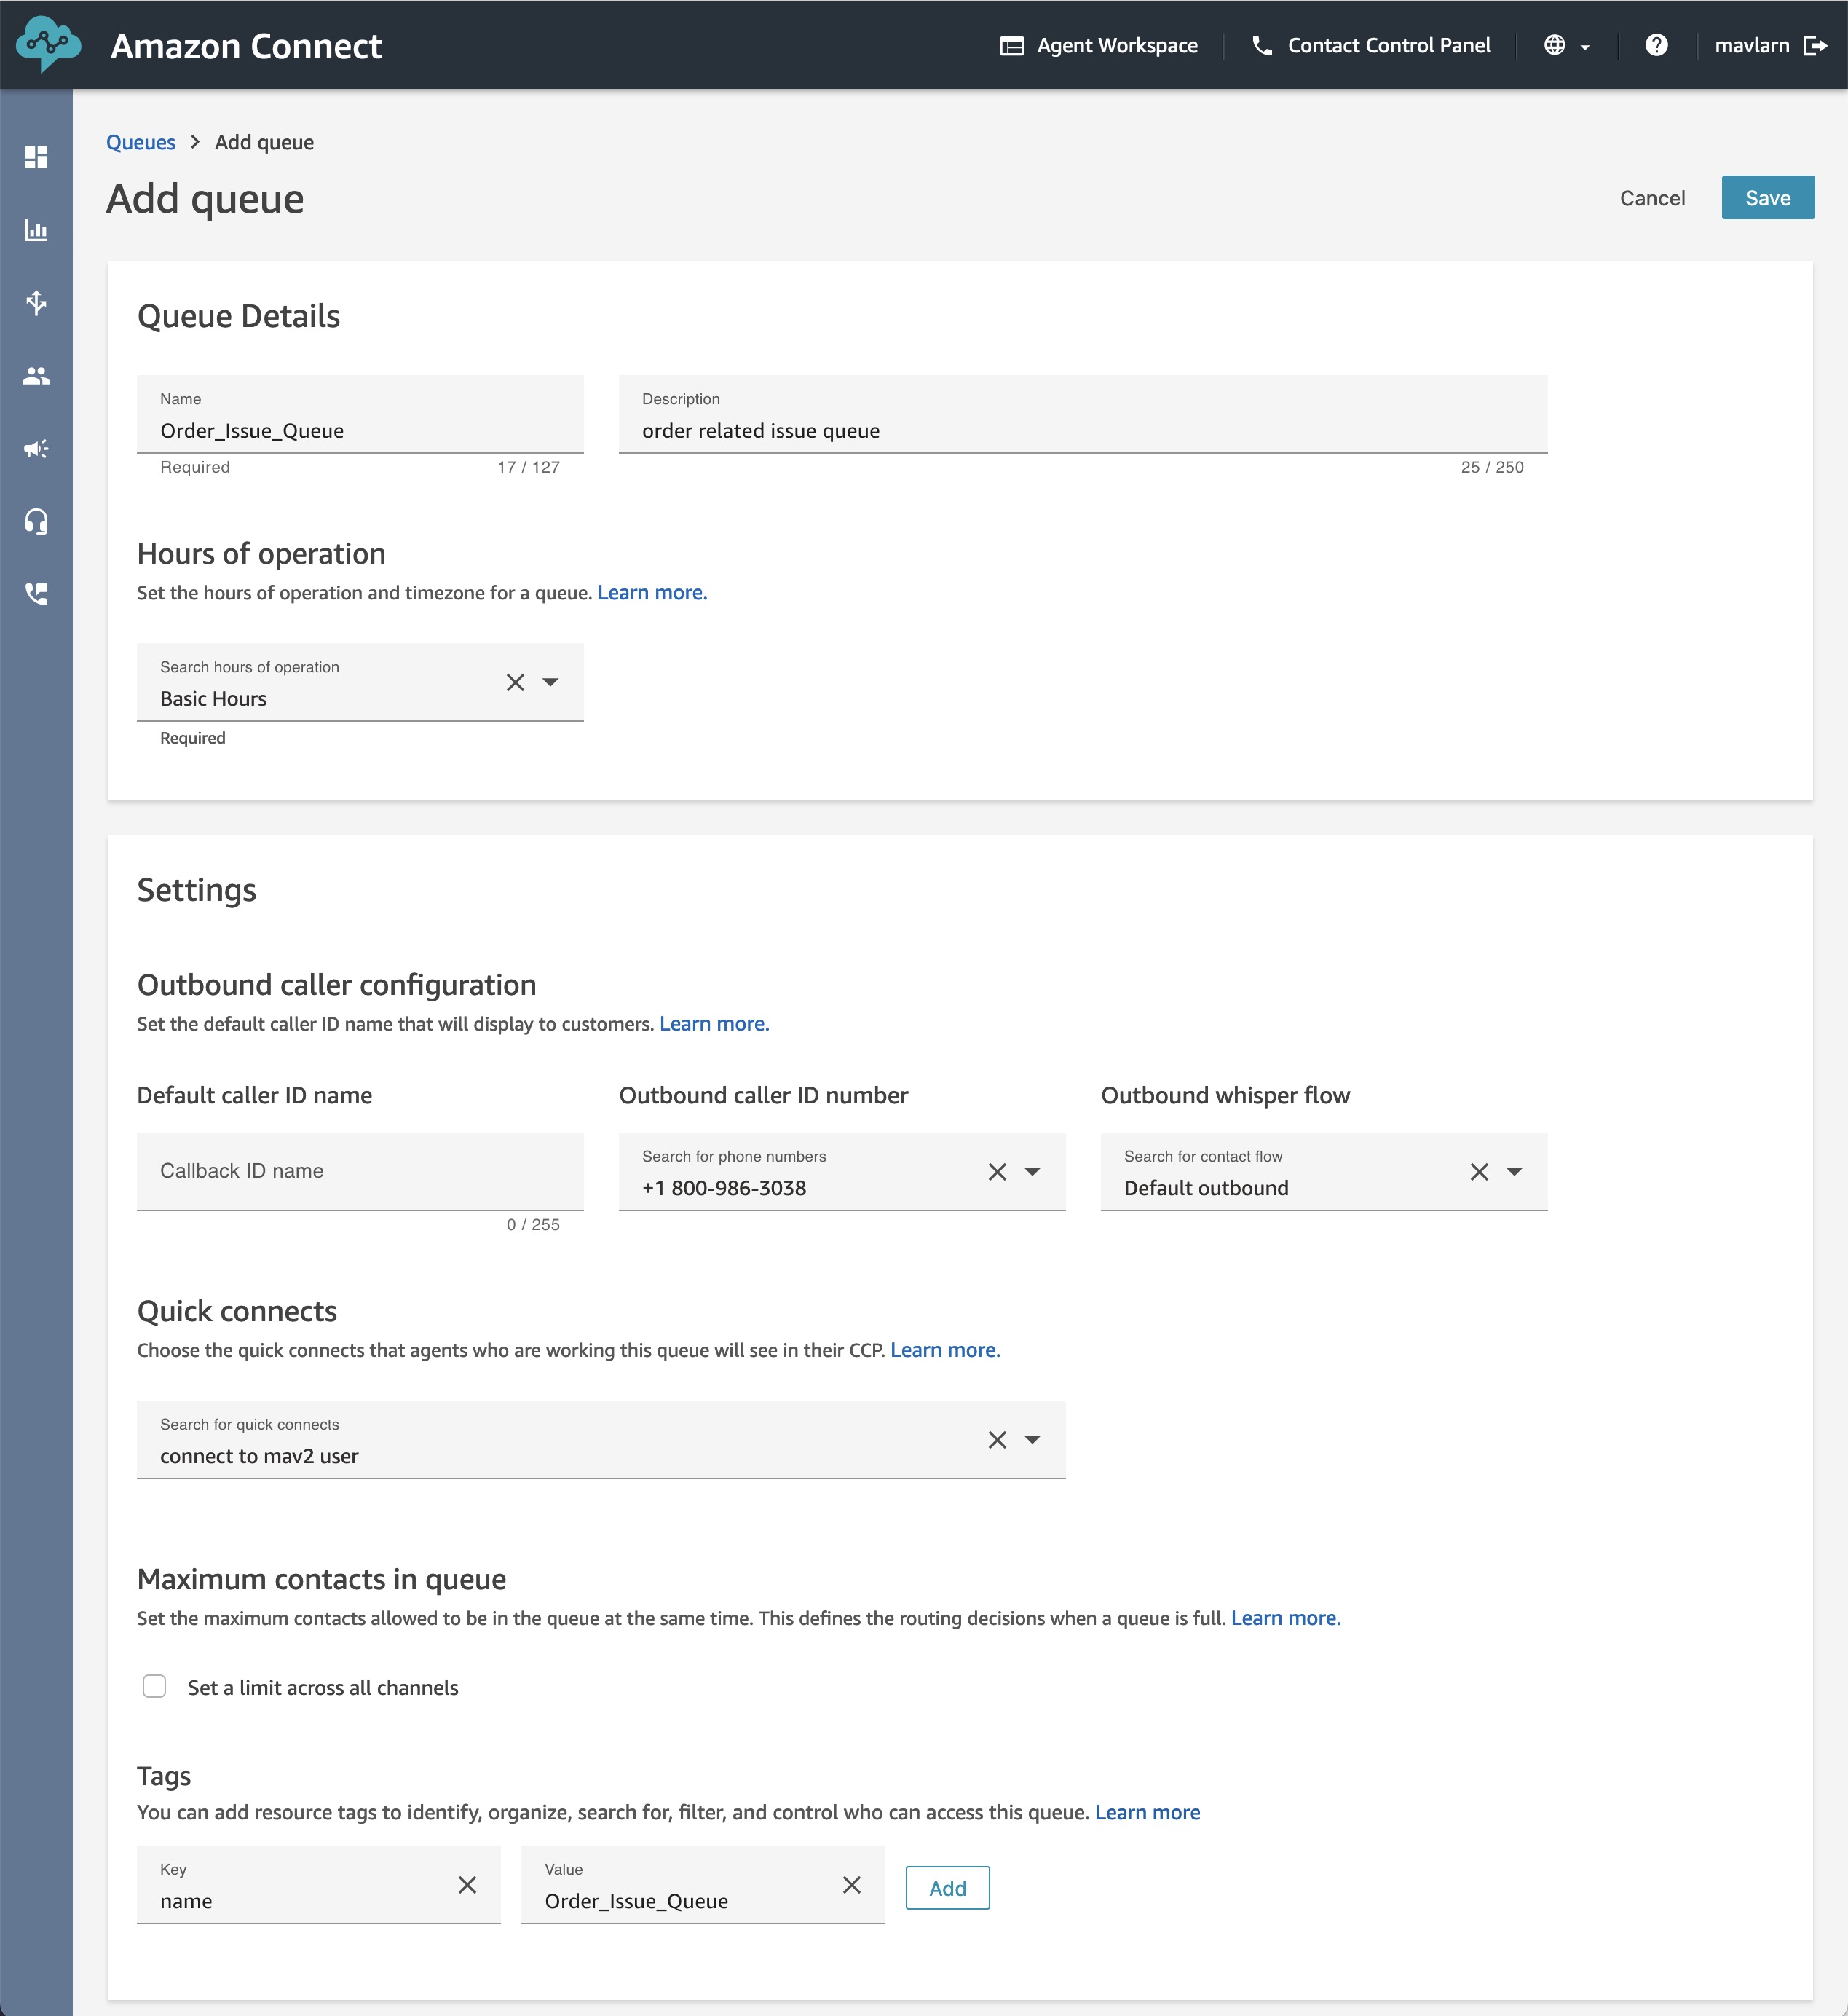 Amazon Connect
Agent Workspace
Contact Control Panel
mavlarn
Queues > Add queue
Add queue
Cancel
Save
Queue Details
Name
Order_Issue_Queue
Required
17 / 127
Description
order related issue queue
25 / 250
Hours of operation
Set the hours of operation and timezone for a queue. Learn more.
Search hours of operation
Basic Hours
Required
Settings
Outbound caller configuration
Set the default caller ID name that will display to customers. Learn more.
Default caller ID name
Callback ID name
0 / 255
Outbound caller ID number
Search for phone numbers
+1 800-986-3038
Outbound whisper flow
Search for contact flow
Default outbound
Quick connects
Choose the quick connects that agents who are working this queue will see in their CCP. Learn more.
Search for quick connects
connect to mav2 user
Maximum contacts in queue
Set the maximum contacts allowed to be in the queue at the same time. This defines the routing decisions when a queue is full. Learn more.
Set a limit across all channels
Tags
You can add resource tags to identify, organize, search for, filter, and control who can access this queue. Learn more
Key
name
Value
Order_Issue_Queue
Add